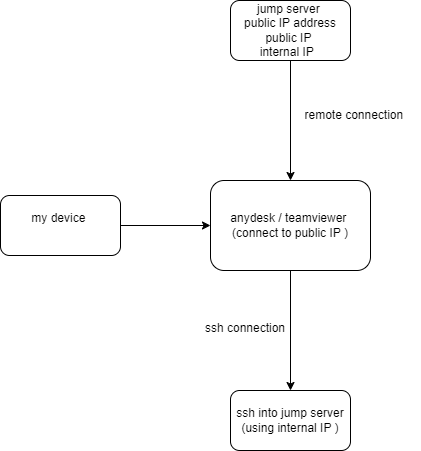 jump server
public IP address
public IP
internal IP
remote connection
my device
anydesk / teamviewer
(connect to public IP )
ssh connection
ssh into jump server
(using internal IP )